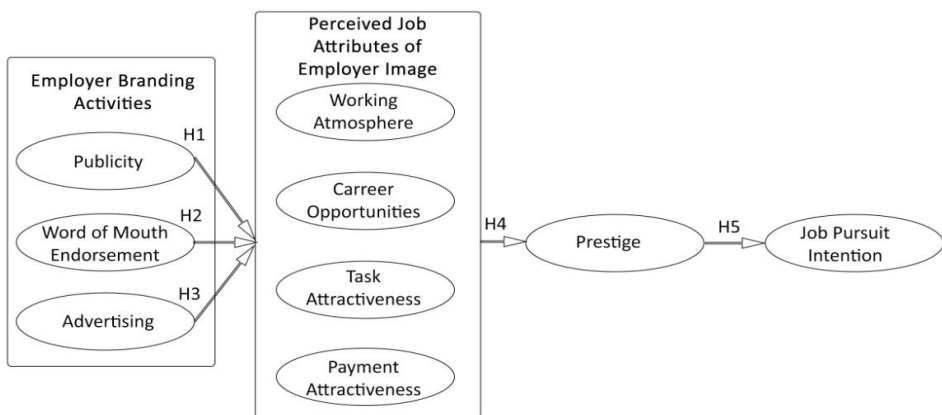 Employer Branding
Activities
H1
Publicity
H2
Word of Mouth
Endorsement
H3
Advertising
Perceived Job
Attributes of
Employer Image
Working
Atmosphere
Carreer
Opportunities
Task
Attractiveness
Payment
Attractiveness
H4
Prestige
H5
Job Pursuit
Intention